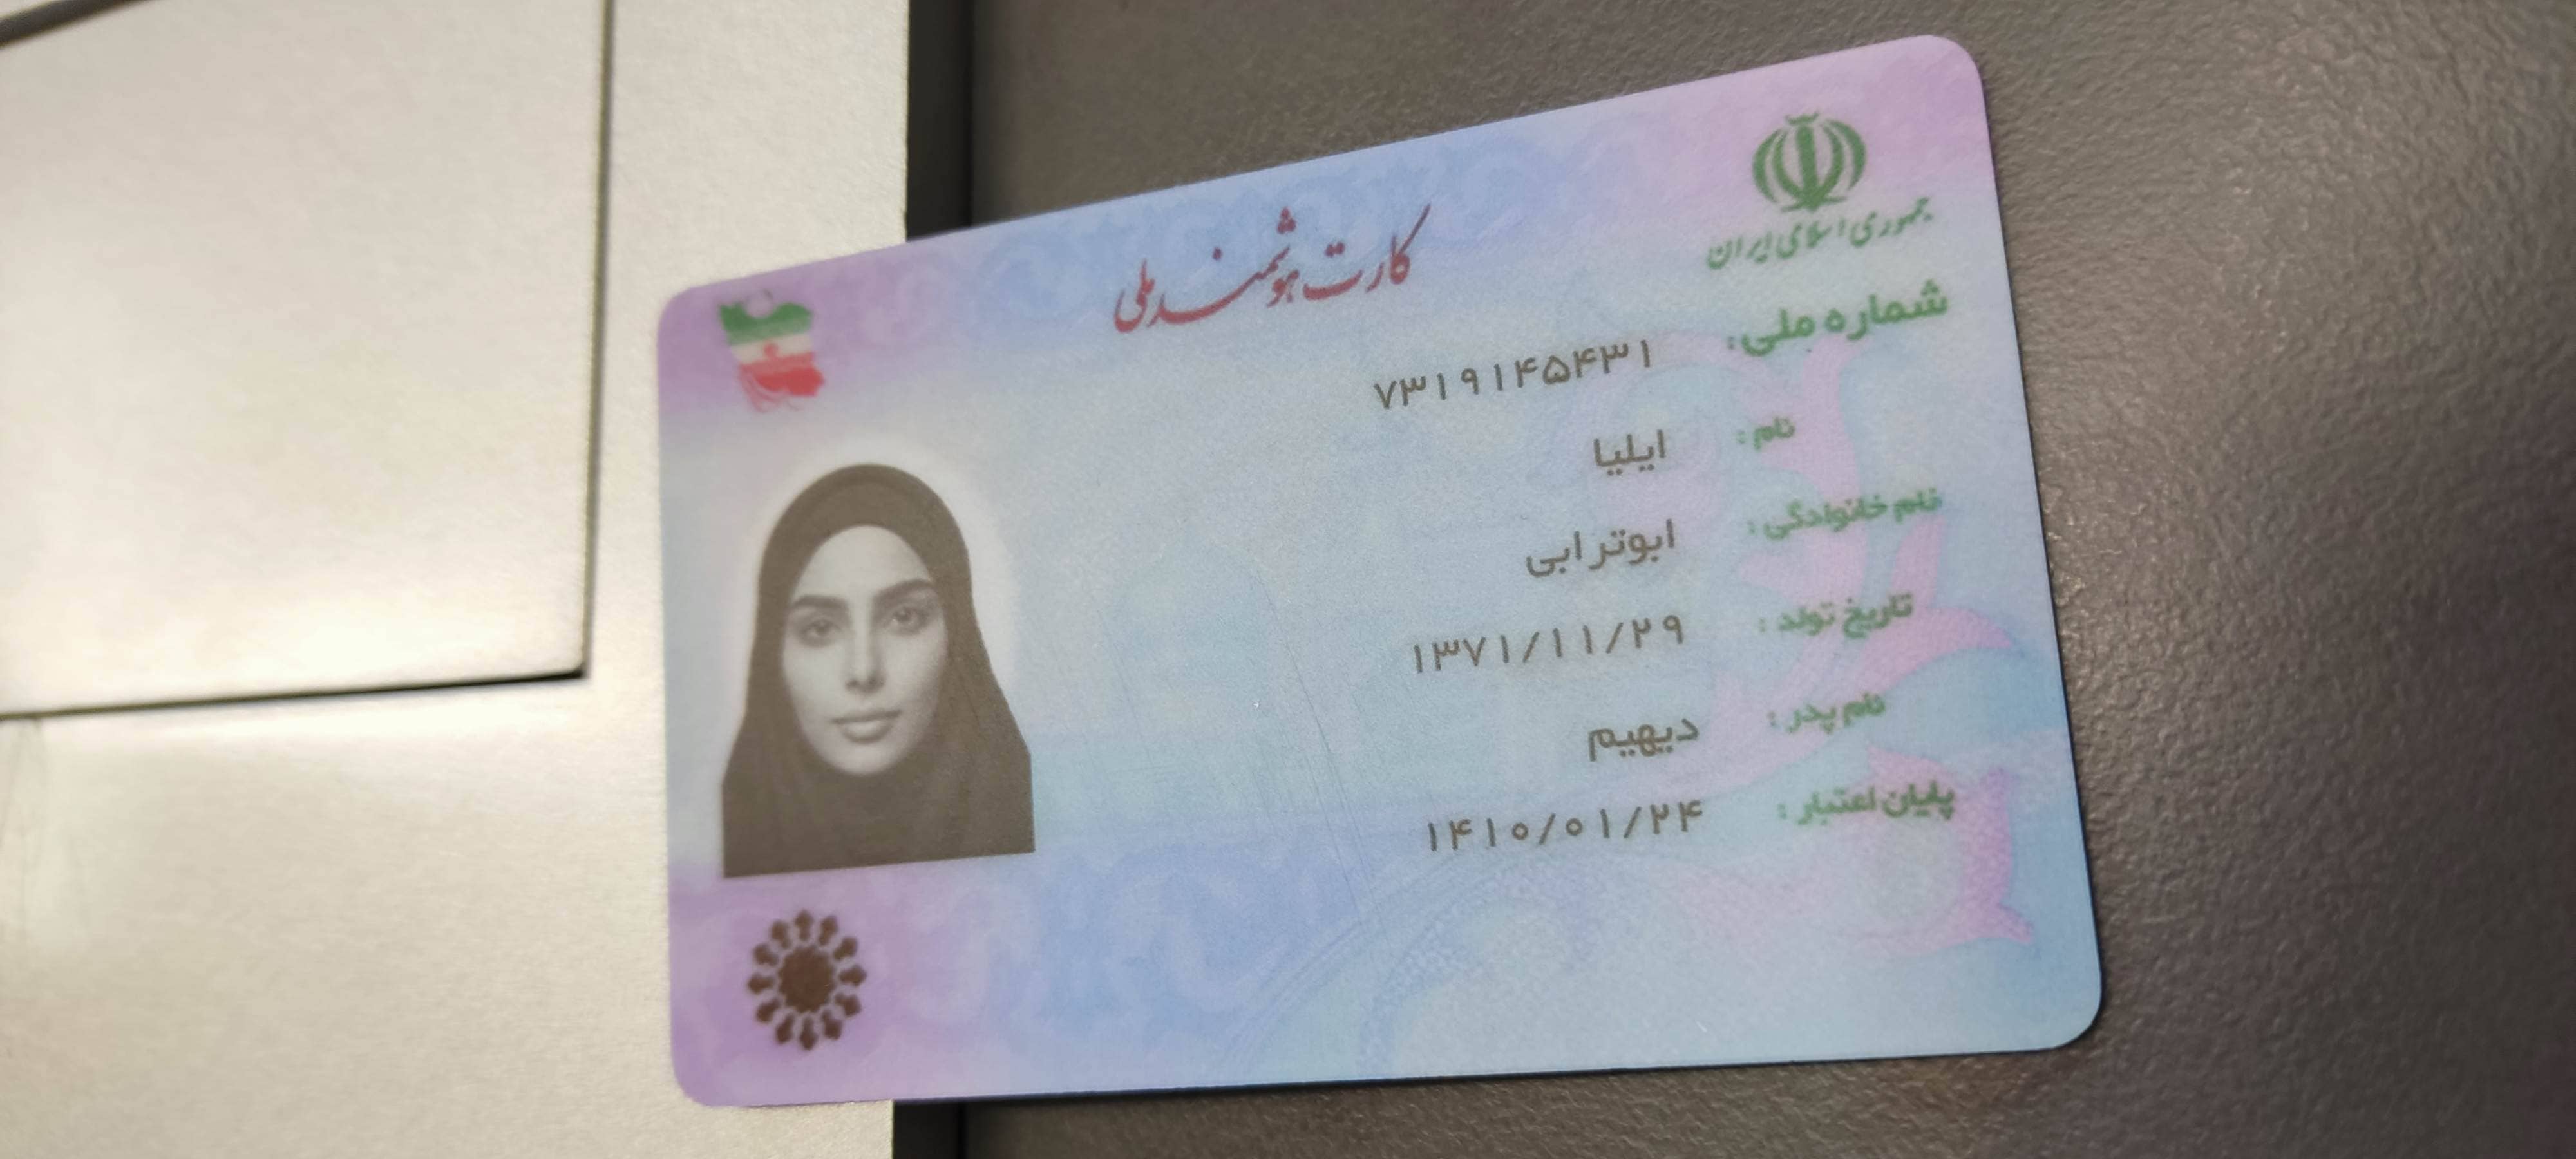 جمهوری اسلامی ایران
کارت هوشمند ملی
شماره ملی: ۷۳۱۹۱۴۵۴۳۱
نام: ایلیا
نام خانوادگی: ابوترابی
تاریخ تولد: ۱۳۷۱/۱۱/۲۹
نام پدر: دیهیم
پایان اعتبار: ۱۴۱۰/۰۱/۲۴